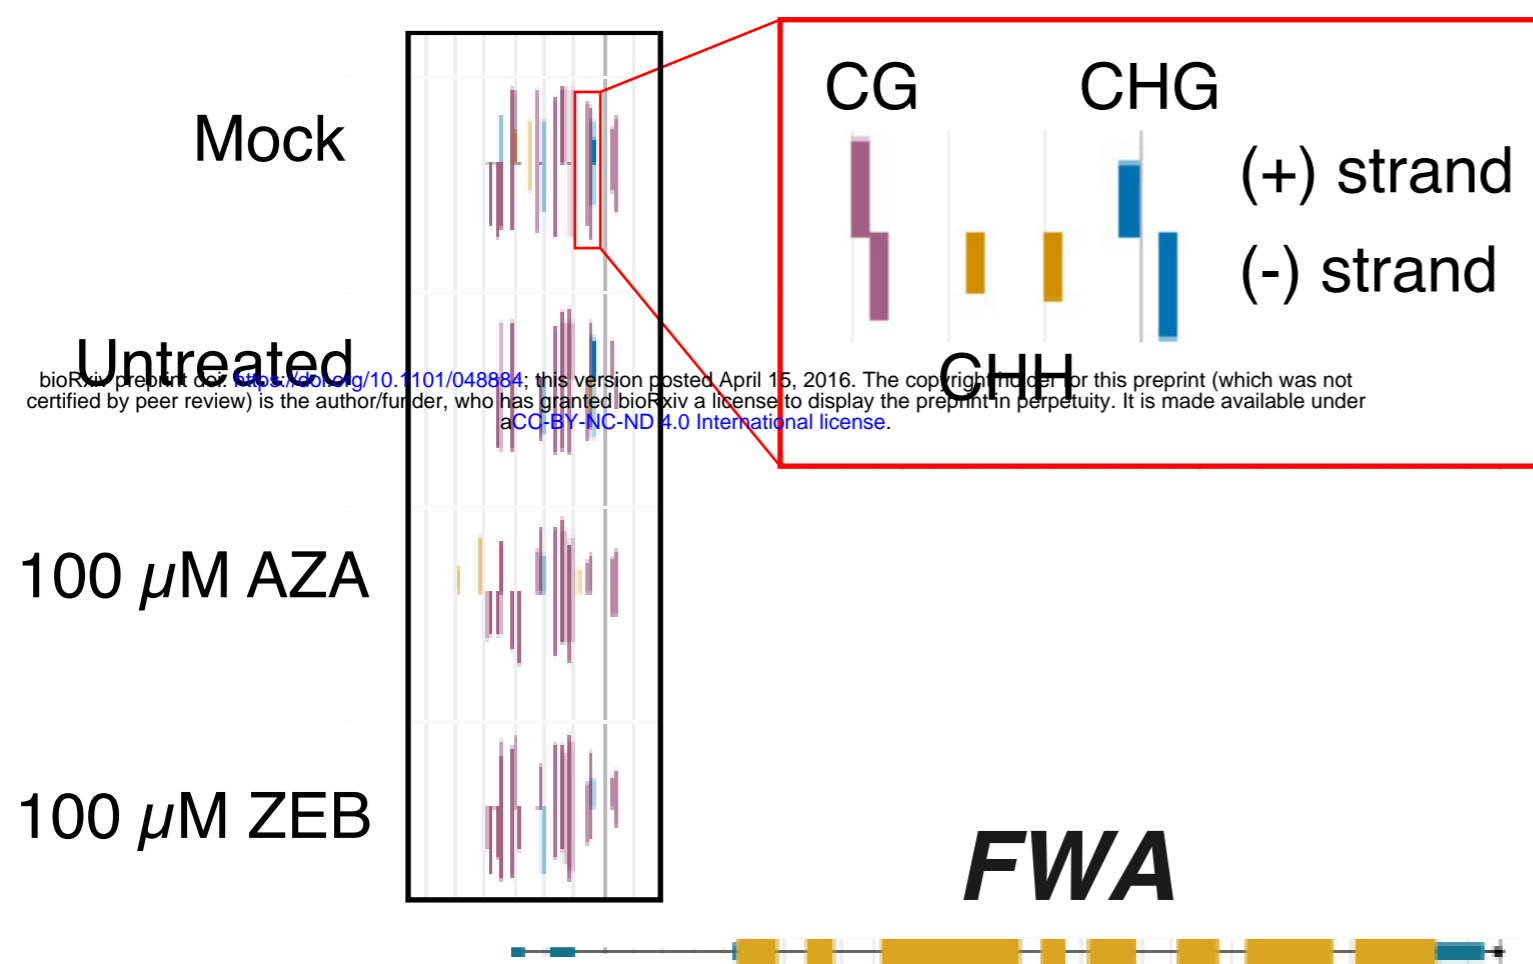 CG CHG
Mock
(+) strand
(-) strand
Untreated
CHH
bioRxiv preprint doi: https://doi.org/10.1101/048884; this version posted April 15, 2016. The copyright holder for this preprint (which was not
certified by peer review) is the author/funder, who has granted bioRxiv a license to display the preprint in perpetuity. It is made available under
aCC-BY-NC-ND 4.0 International license.
100 μM AZA
100 μM ZEB
FWA